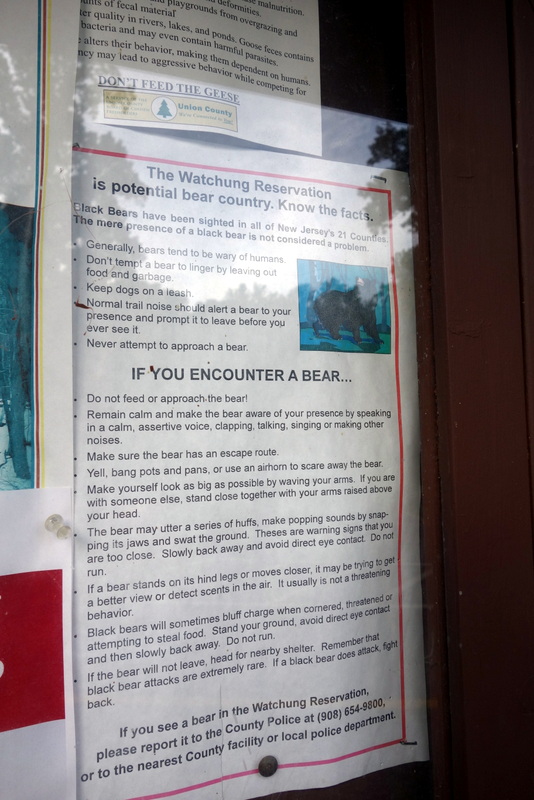 malnutrition.
deformities.
playgrounds from overgrazing and
of fecal material
quality in rivers, lakes, and ponds. Goose feces contains
bacteria and may even contain harmful parasites.
alters their behavior, making them dependent on humans.
may lead to aggressive behavior while competing for
DON'T FEED THE GEESE
Union County
The Watchung Reservation
is potential bear country. Know the facts.
Black Bears have been sighted in all of New Jersey's 21 Counties.
The mere presence of a black bear is not considered a problem.
• Generally, bears tend to be wary of humans.
• Don't tempt a bear to linger by leaving out
food and garbage.
• Keep dogs on a leash.
• Normal trail noise should alert a bear to your
presence and prompt it to leave before you
ever see it.
• Never attempt to approach a bear.
IF YOU ENCOUNTER A BEAR...
• Do not feed or approach the bear!
• Remain calm and make the bear aware of your presence by speaking
in a calm, assertive voice, clapping, talking, singing or making other
noises.
• Make sure the bear has an escape route.
• Yell, bang pots and pans, or use an airhorn to scare away the bear.
• Make yourself look as big as possible by waving your arms. If you are
with someone else, stand close together with your arms raised above
your head.
• The bear may utter a series of huffs, make popping sounds by snap-
ping its jaws and swat the ground. Theses are warning signs that you
are too close. Slowly back away and avoid direct eye contact. Do not
run.
• If a bear stands on its hind legs or moves closer, it may be trying to get
a better view or detect scents in the air. It usually is not a threatening
behavior.
• Black bears will sometimes bluff charge when cornered, threatened or
attempting to steal food. Stand your ground, avoid direct eye contact
and then slowly back away. Do not run.
• If the bear will not leave, head for nearby shelter. Remember that
black bear attacks are extremely rare. If a black bear does attack, fight
back.
If you see a bear in the Watchung Reservation,
please report it to the County Police at (908) 654-9800,
or to the nearest County facility or local police department.